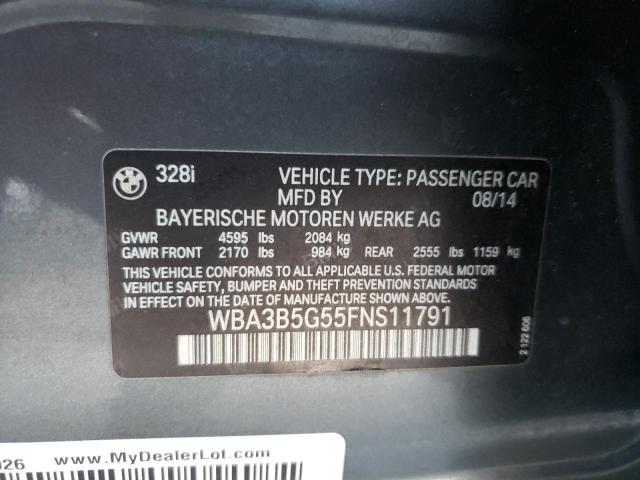 328i VEHICLE TYPE: PASSENGER CAR
MFD BY 08/14
BAYERISCHE MOTOREN WERKE AG
GVWR 4595 lbs 2084 kg
GAWR FRONT 2170 lbs 984 kg REAR 2555 lbs 1159 kg
THIS VEHICLE CONFORMS TO ALL APPLICABLE U.S. FEDERAL MOTOR
VEHICLE SAFETY, BUMPER AND THEFT PREVENTION STANDARDS
IN EFFECT ON THE DATE OF MANUFACTURE SHOWN ABOVE.
WBA3B5G55FNS11791
2 122 606
www.MyDealerLot.com